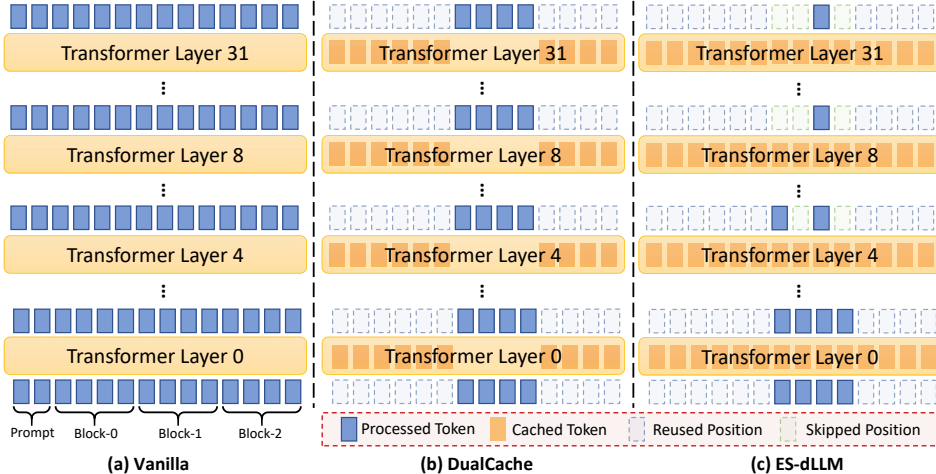 Transformer Layer 31
Transformer Layer 8
Transformer Layer 4
Transformer Layer 0
Prompt
Block-0
Block-1
Block-2
(a) Vanilla
Transformer Layer 31
Transformer Layer 8
Transformer Layer 4
Transformer Layer 0
(b) DualCache
Transformer Layer 31
Transformer Layer 8
Transformer Layer 4
Transformer Layer 0
Processed Token
Cached Token
Reused Position
Skipped Position
(c) ES-dLLM